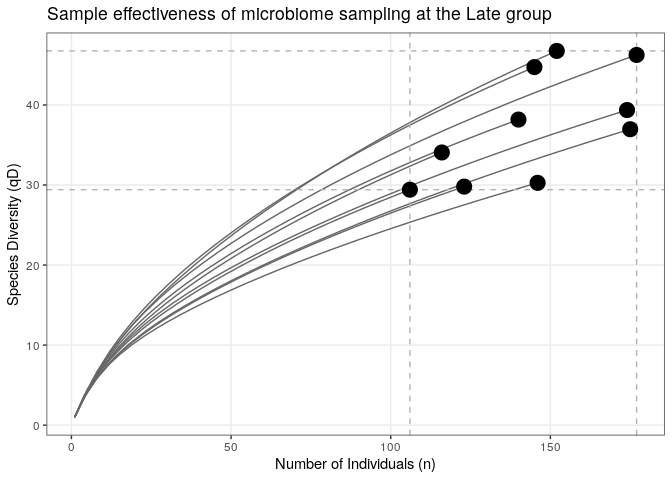 Sample effectiveness of microbiome sampling at the Late group
Species Diversity (qD)
40
30
20
10
0
0 50 100 150
Number of Individuals (n)